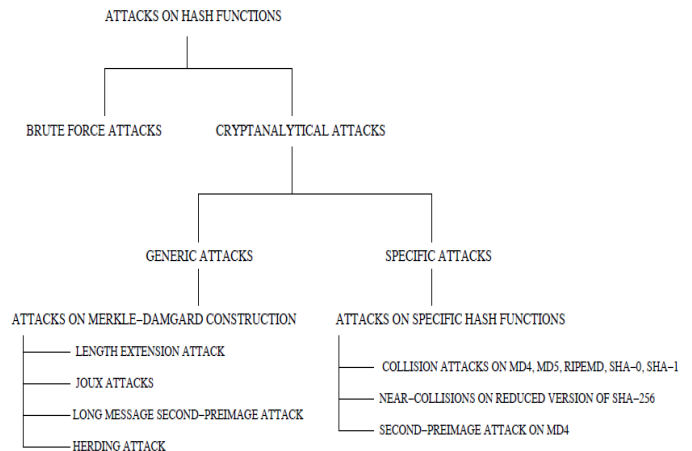 ATTACKS ON HASH FUNCTIONS
BRUTE FORCE ATTACKS
CRYPTANALYTICAL ATTACKS
GENERIC ATTACKS
SPECIFIC ATTACKS
ATTACKS ON MERKLE–DAMGARD CONSTRUCTION
LENGTH EXTENSION ATTACK
JOUX ATTACKS
LONG MESSAGE SECOND–PREIMAGE ATTACK
HERDING ATTACK
ATTACKS ON SPECIFIC HASH FUNCTIONS
COLLISION ATTACKS ON MD4, MD5, RIPEMD, SHA–0, SHA–1
NEAR–COLLISIONS ON REDUCED VERSION OF SHA–256
SECOND–PREIMAGE ATTACK ON MD4